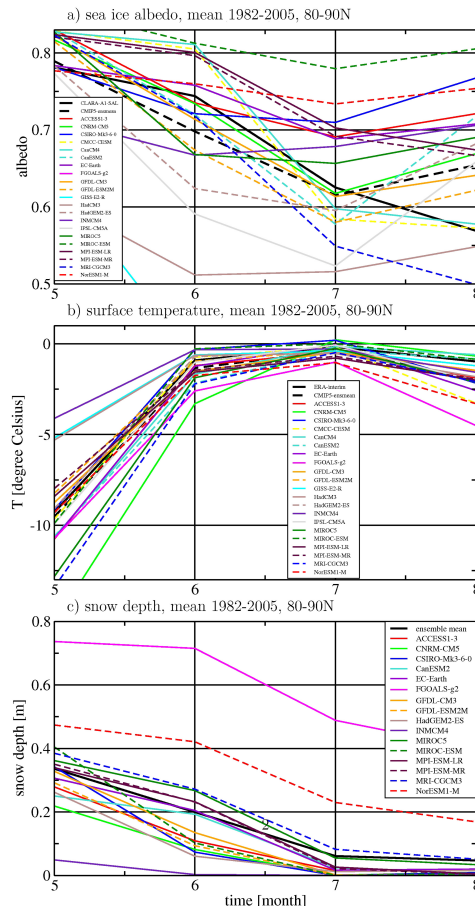 a) sea ice albedo, mean 1982-2005, 80-90N
0.8
0.7
0.6
0.5
albedo
CLARA-A1-SAL
CMIP5-ensmean
ACCESS1-3
CNRM-CM5
CSIRO-Mk3-6-0
CMCC-CESM
CanCM4
CanESM2
EC-Earth
FGOALS-g2
GFDL-CM3
GFDL-ESM2M
GISS-E2-R
HadCM3
HadGEM2-ES
INMCM4
IPSL-CM5A
MIROC5
MIROC-ESM
MPI-ESM-LR
MPI-ESM-MR
MRI-CGCM3
NorESM1-M
5 6 7 8
b) surface temperature, mean 1982-2005, 80-90N
0
-5
-10
T [degree Celsius]
ERA-interim
CMIP5-ensmean
ACCESS1-3
CNRM-CM5
CSIRO-Mk3-6-0
CMCC-CESM
CanCM4
CanESM2
EC-Earth
FGOALS-g2
GFDL-CM3
GFDL-ESM2M
GISS-E2-R
HadCM3
HadGEM2-ES
INMCM4
IPSL-CM5A
MIROC5
MIROC-ESM
MPI-ESM-LR
MPI-ESM-MR
MRI-CGCM3
NorESM1-M
5 6 7 8
c) snow depth, mean 1982-2005, 80-90N
0.8
0.6
0.4
0.2
0
snow depth [m]
ensemble mean
ACCESS1-3
CNRM-CM5
CSIRO-Mk3-6-0
CanESM2
EC-Earth
FGOALS-g2
GFDL-CM3
GFDL-ESM2M
HadGEM2-ES
INMCM4
MIROC5
MIROC-ESM
MPI-ESM-LR
MPI-ESM-MR
MRI-CGCM3
NorESM1-M
5 6 7 8
time [month]